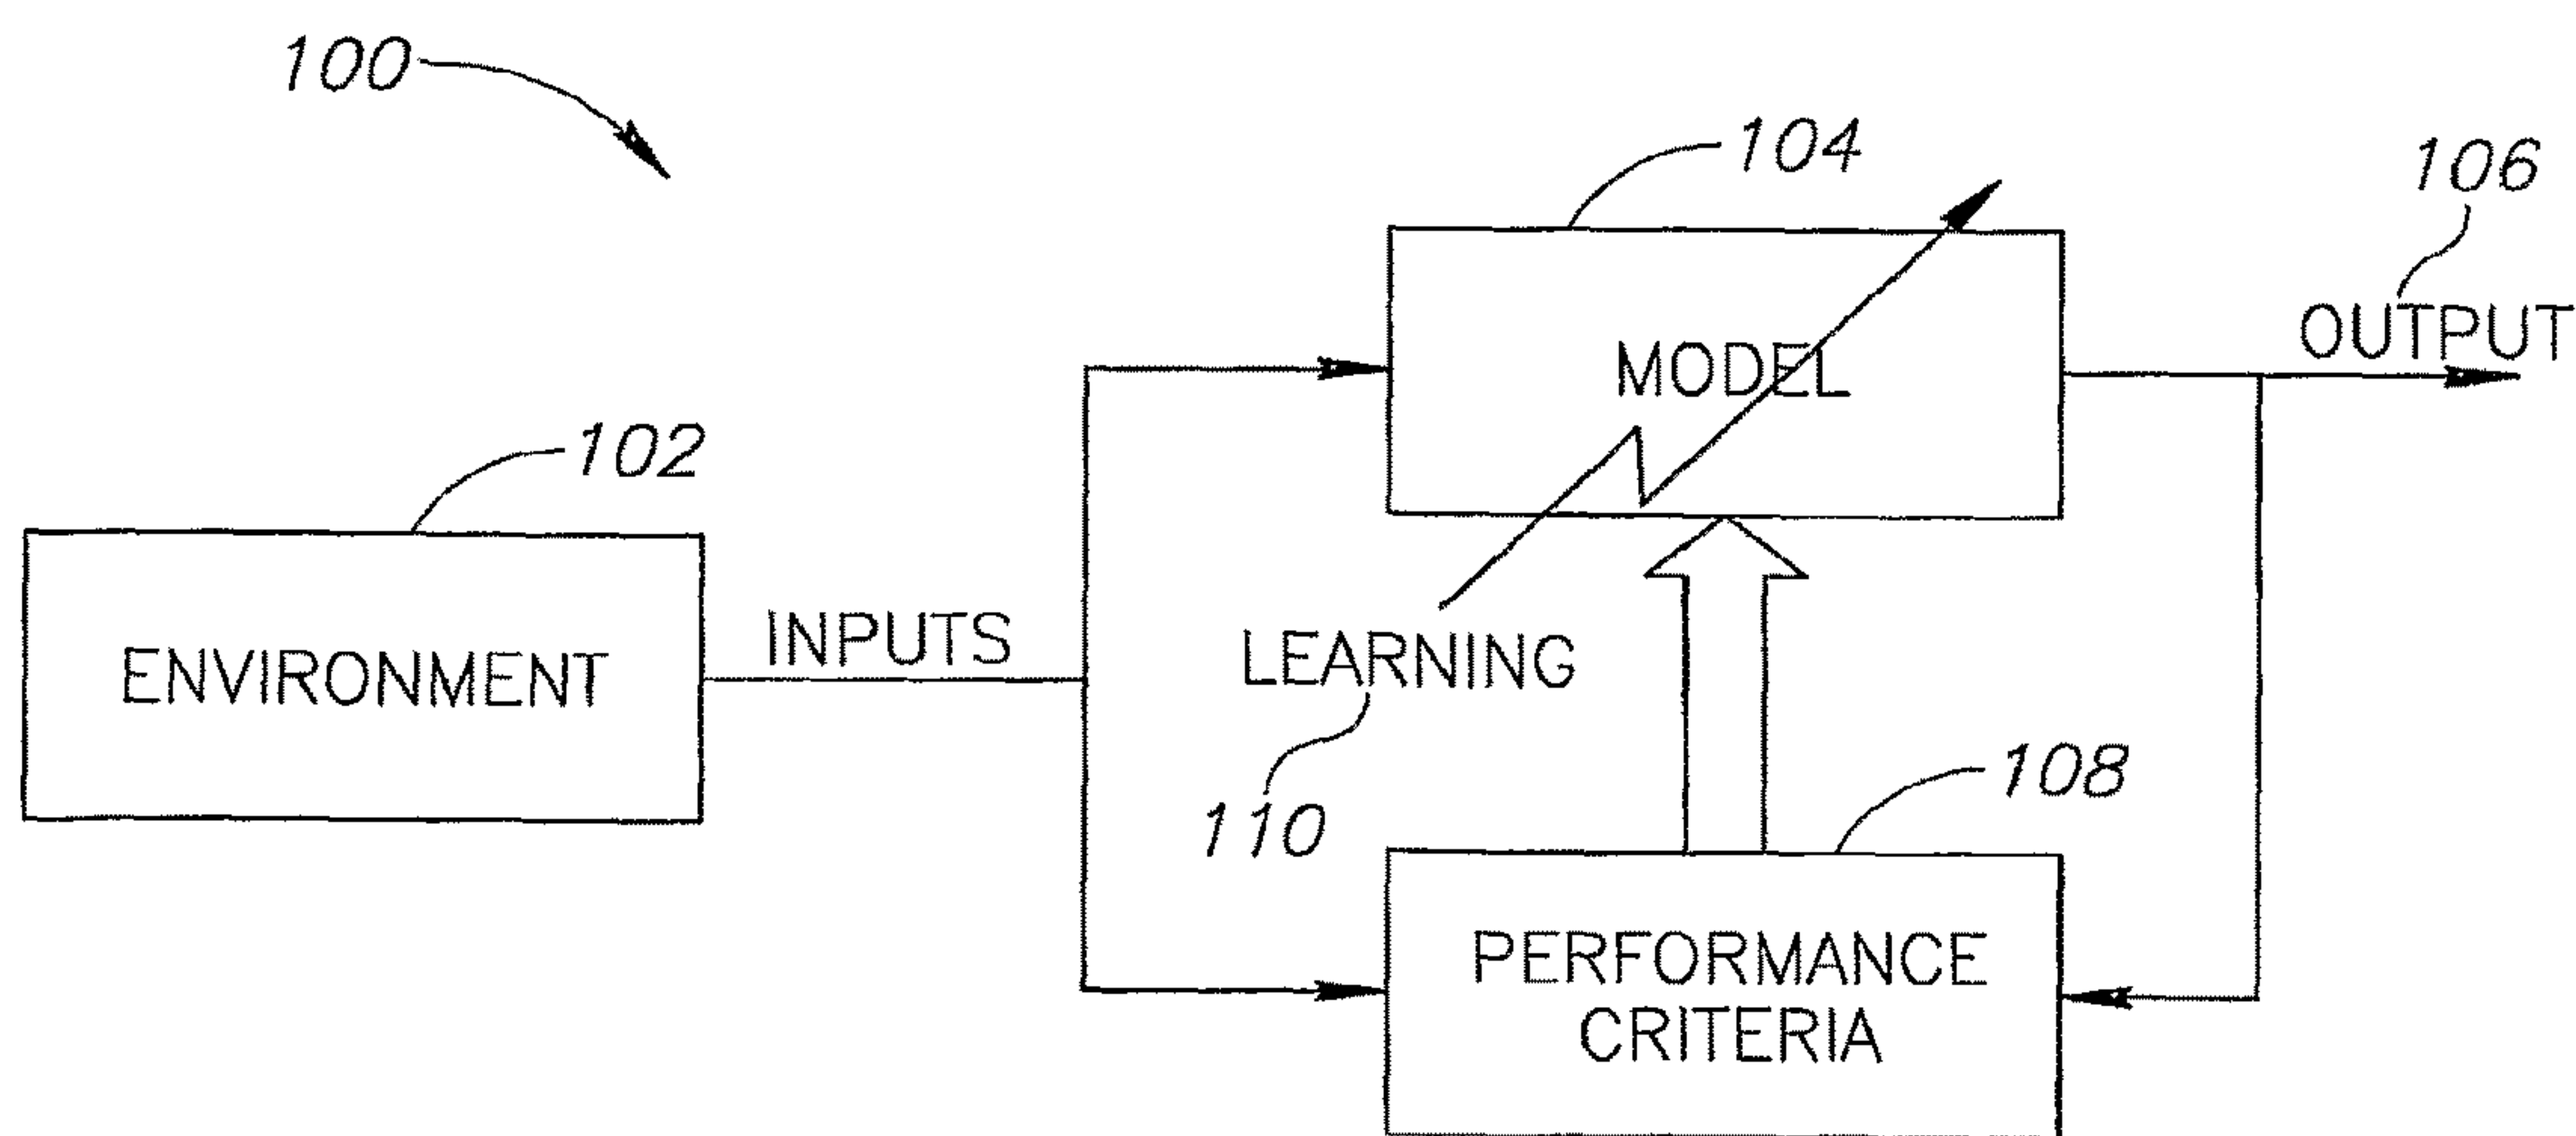 100
104
106
OUTPUT
MODEL
102
INPUTS
ENVIRONMENT
LEARNING
110
108
PERFORMANCE
CRITERIA